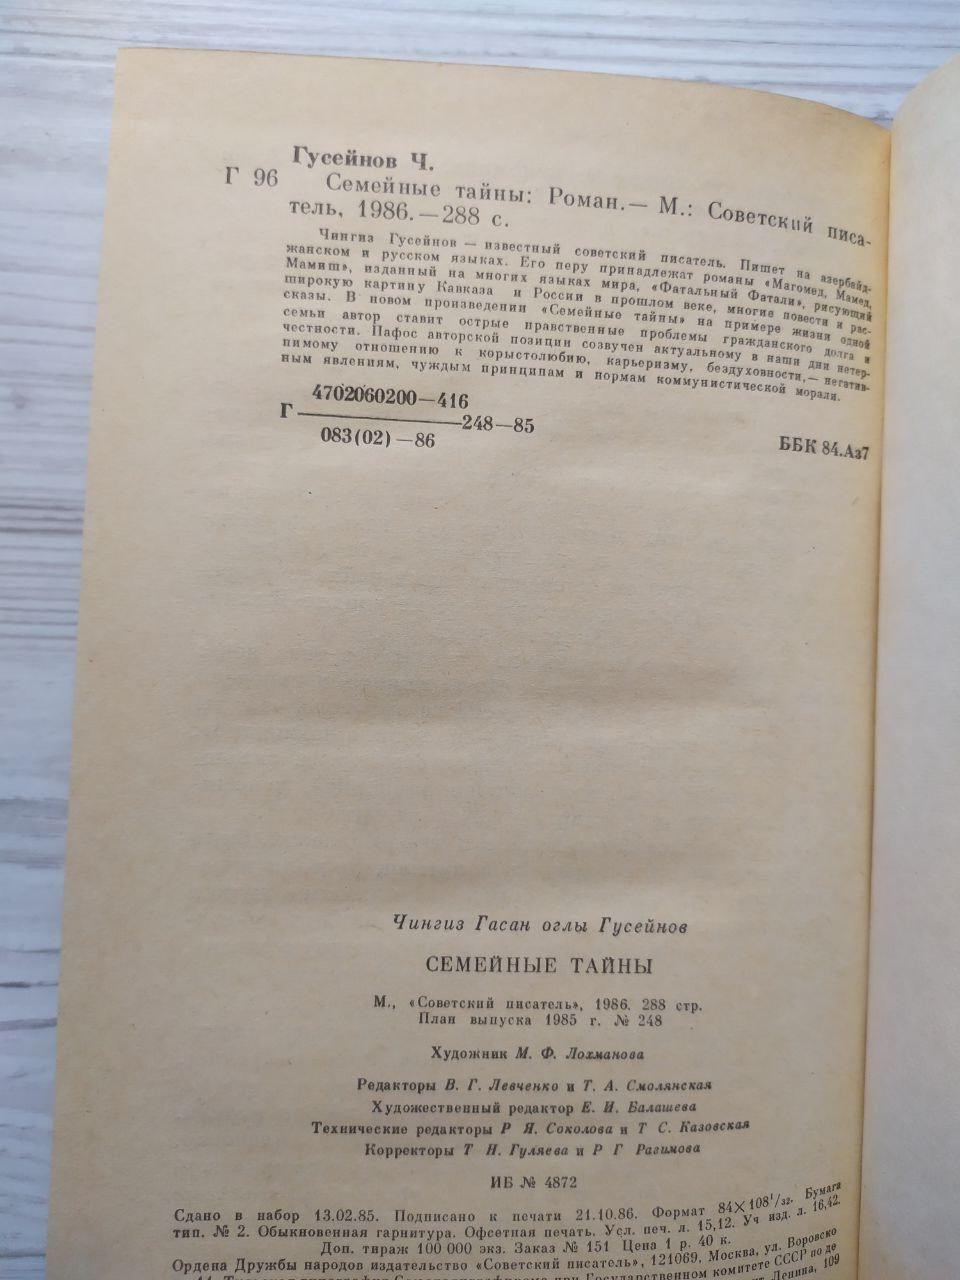 Гусейнов Ч.
Г 96 Семейные тайны: Роман.— М.: Советский писа-
тель, 1986.—288 с.
Чингиз Гусейнов — известный советский писатель. Пишет на азербайд-
жанском и русском языках. Его перу принадлежат романы «Магомед, Мамед,
Мамиш», изданный на многих языках мира, «Фатальный Фатали», рисующий
широкую картину Кавказа и России в прошлом веке, многие повести и рас-
сказы. В новом произведении «Семейные тайны» на примере жизни одной
семьи автор ставит острые нравственные проблемы гражданского долга и
честности. Пафос авторской позиции созвучен актуальному в наши дни нетер-
пимому отношению к корыстолюбию, карьеризму, бездуховности,— негатив-
ным явлениям, чуждым принципам и нормам коммунистической морали.
4702060200—416
Г ————— 248—85
083(02)—86
ББК 84.Аз7
Чингиз Гасан оглы Гусейнов
СЕМЕЙНЫЕ ТАЙНЫ
М., «Советский писатель», 1986. 288 стр.
План выпуска 1985 г. № 248
Художник М. Ф. Лохманова
Редакторы В. Г. Левченко и Т. А. Смолянская
Художественный редактор Е. И. Балашева
Технические редакторы Р Я. Соколова и Т С. Казовская
Корректоры Т Н. Гуляева и Р Г Рагимова
ИБ № 4872
Сдано в набор 13.02.85. Подписано к печати 21.10.86. Формат 84×108¹/₃₂. Бумага
тип. № 2. Обыкновенная гарнитура. Офсетная печать. Усл. печ. л. 15,12. Уч изд. л. 16,42.
Доп. тираж 100 000 экз. Заказ № 151 Цена 1 р. 40 к.
Ордена Дружбы народов издательство «Советский писатель», 121069, Москва, ул. Воровско
при Государственном комитете СССР по де
Ленина, 109